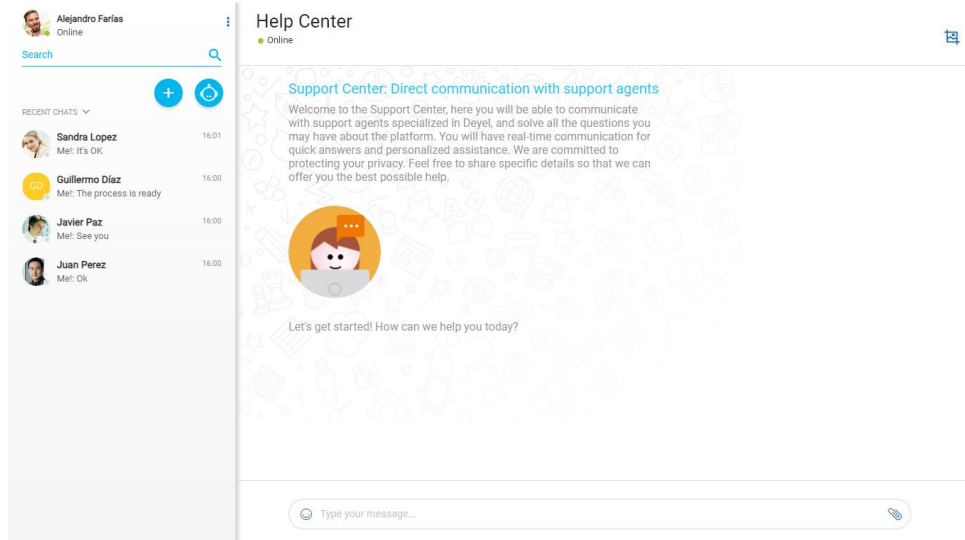 Alejandro Farías
Online
Search
RECENT CHATS
Sandra Lopez 16:01
Me!: It's OK
GD
Guillermo Díaz 16:00
Me!: The process is ready
Javier Paz 16:00
Me!: See you
Juan Perez 16:00
Me!: Ok
Help Center
Online
Support Center: Direct communication with support agents
Welcome to the Support Center, here you will be able to communicate
with support agents specialized in Deyel, and solve all the questions you
may have about the platform. You will have real-time communication for
quick answers and personalized assistance. We are committed to
protecting your privacy. Feel free to share specific details so that we can
offer you the best possible help.
Let's get started! How can we help you today?
Type your message...